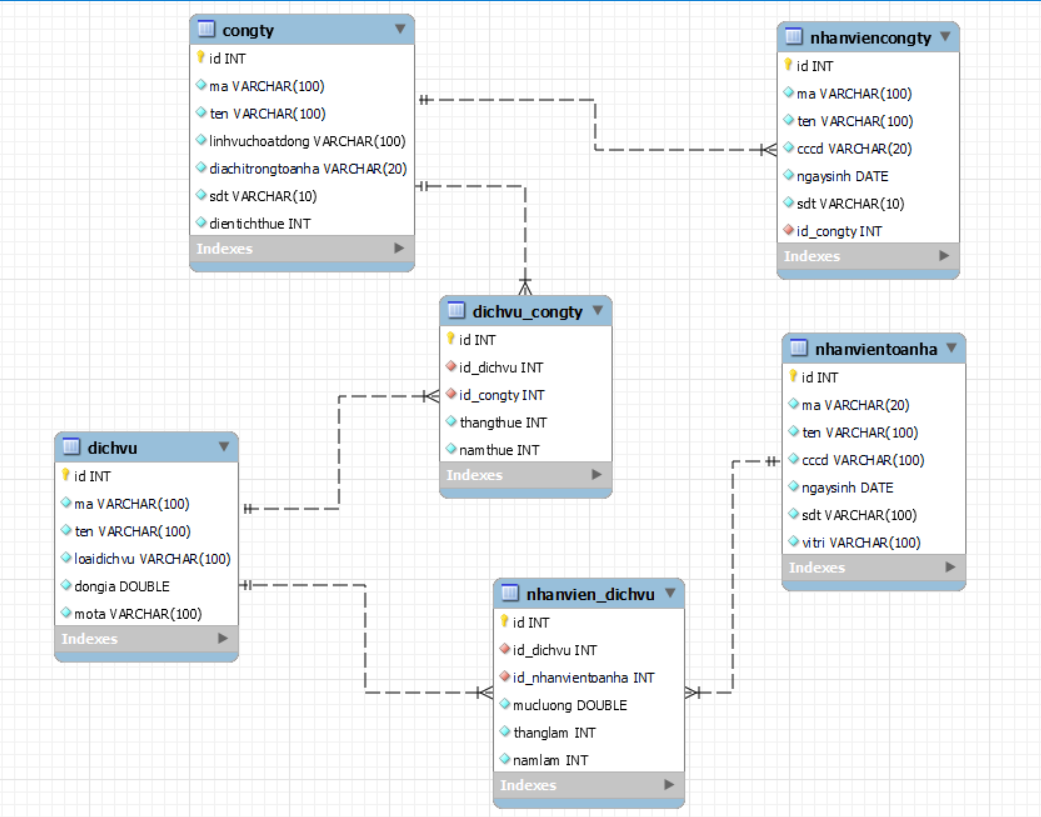 congty
id INT
ma VARCHAR(100)
ten VARCHAR(100)
linhvuchoatdong VARCHAR(100)
diachitrongtoanha VARCHAR(20)
sdt VARCHAR(10)
dientichthue INT
Indexes
nhanviencongty
id INT
ma VARCHAR(100)
ten VARCHAR(100)
cccd VARCHAR(20)
ngaysinh DATE
sdt VARCHAR(10)
id_congty INT
Indexes
dichvu_congty
id INT
id_dichvu INT
id_congty INT
thangthue INT
namthue INT
Indexes
nhanvientoanha
id INT
ma VARCHAR(20)
ten VARCHAR(100)
cccd VARCHAR(100)
ngaysinh DATE
sdt VARCHAR(100)
vitri VARCHAR(100)
Indexes
dichvu
id INT
ma VARCHAR(100)
ten VARCHAR(100)
loaidichvu VARCHAR(100)
dongia DOUBLE
mota VARCHAR(100)
Indexes
nhanvien_dichvu
id INT
id_dichvu INT
id_nhanvientoanha INT
mucluong DOUBLE
thanglam INT
namlam INT
Indexes